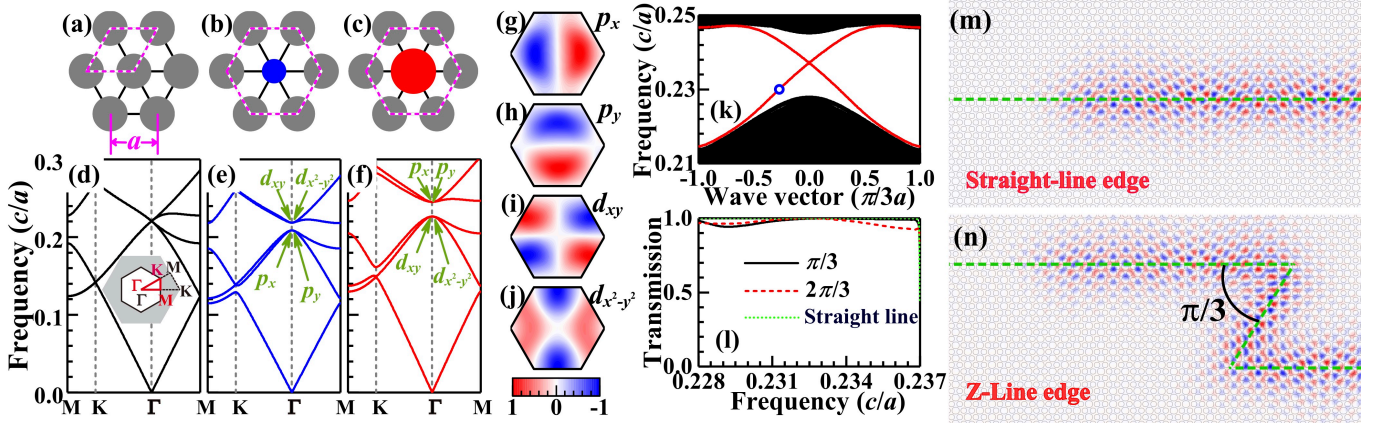 (a)
(b)
(c)
a
(d)
(e)
(f)
Frequency (c/a)
0.3
0.2
0.1
0.0
K
M
Γ
Γ
K
M
d_xy
d_x²-y²
p_x
p_y
p_x
p_y
d_xy
d_x²-y²
M K Γ M K Γ M K Γ M
(g)
p_x
(h)
p_y
(i)
d_xy
(j)
d_x²-y²
1 0 -1
Frequency (c/a)
0.25
0.23
0.21
(k)
-1.0 -0.5 0.0 0.5 1.0
Wave vector (π/3a)
Transmission
1.0
0.5
0.0
π/3
2π/3
Straight line
(l)
0.228 0.231 0.234 0.237
Frequency (c/a)
(m)
Straight-line edge
(n)
π/3
Z-Line edge